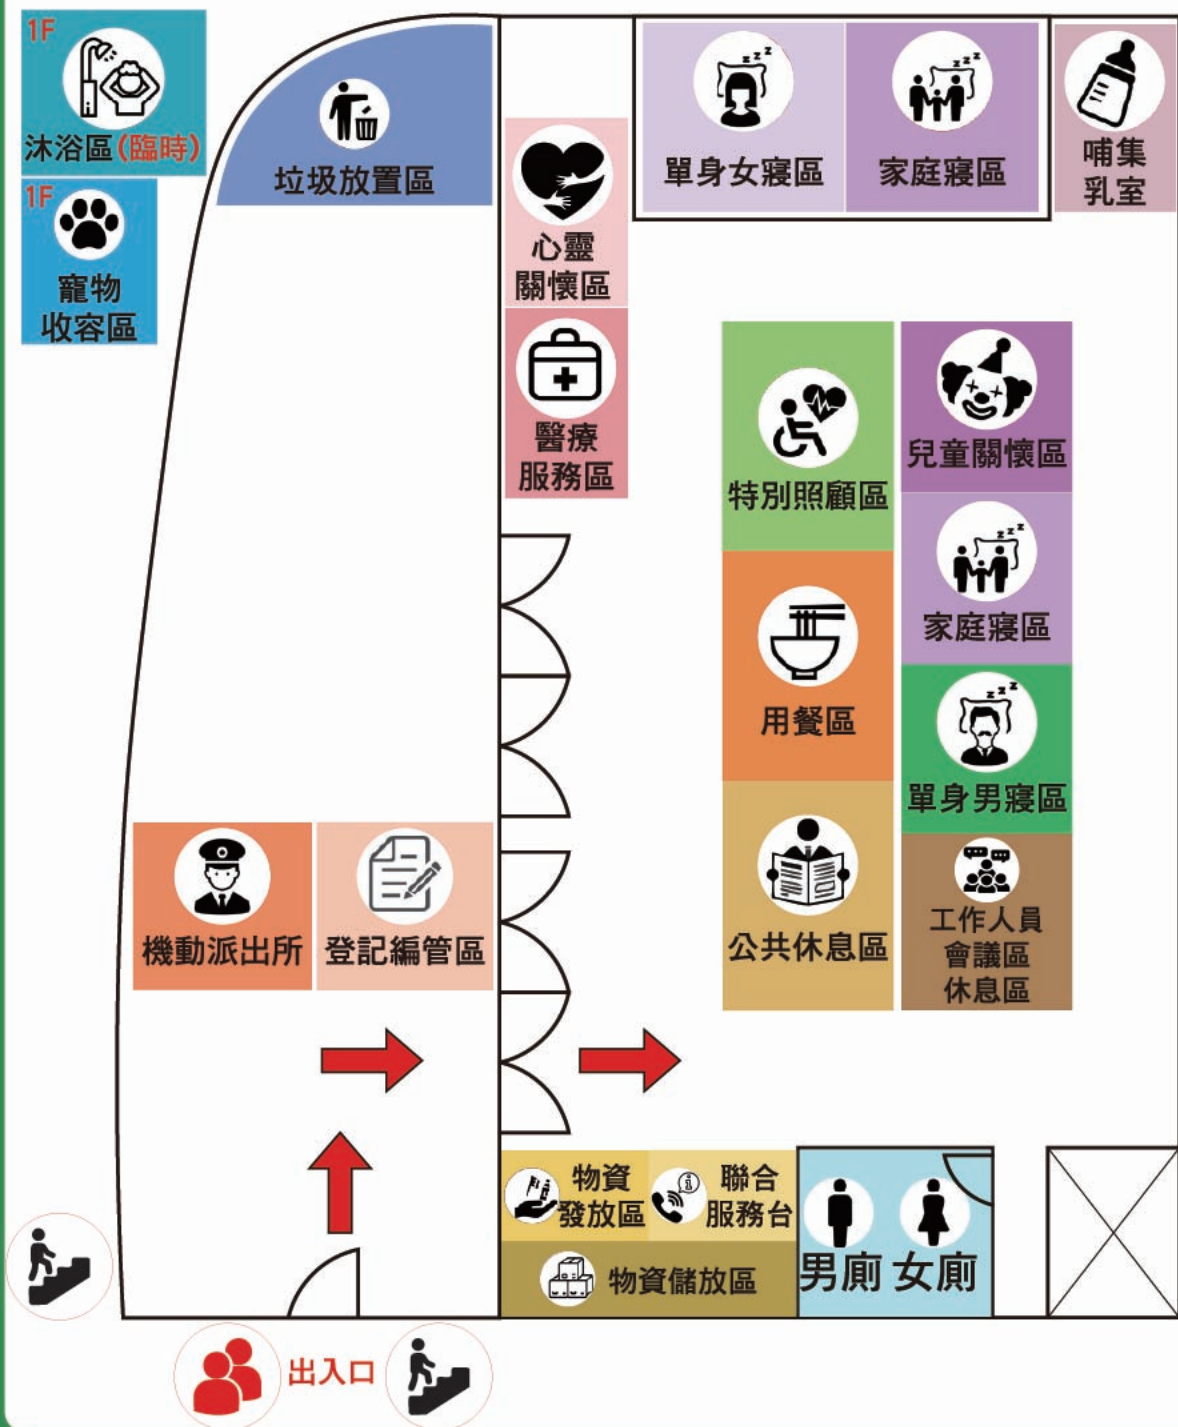 1F
沐浴區(臨時)
1F
寵物
收容區
垃圾放置區
心靈
關懷區
醫療
服務區
單身女寢區
家庭寢區
哺集
乳室
特別照顧區
用餐區
公共休息區
兒童關懷區
家庭寢區
單身男寢區
工作人員
會議區
休息區
機動派出所
登記編管區
物資
發放區
聯合
服務台
物資儲放區
男廁
女廁
出入口